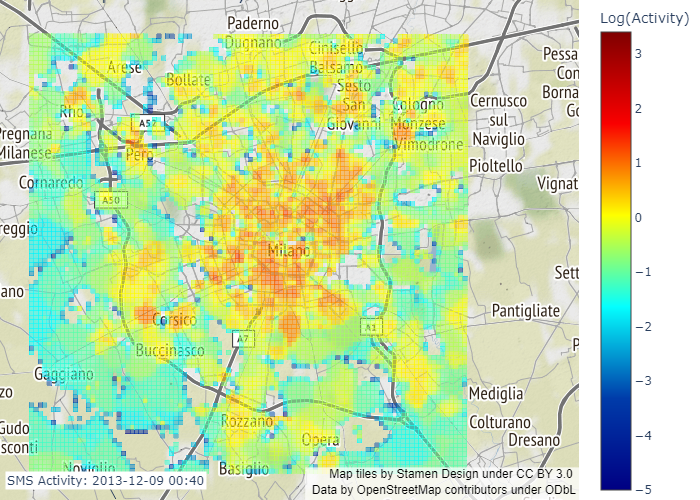 Log(Activity)
Paderno
Dugnano
Cinisello
Balsamo
Arese
Bollate
Sesto
San
Giovanni
Rho
A52
Cologno
Monzese
Vimodrone
Cernusco
sul
Naviglio
Pessa
Con
Borna
Go
Pregnana
Milanese
Pero
Pioltello
Cornaredo
Vignat
A50
reggio
Milano
Sett
ano
Pantigliate
Corsico
A7
A1
Buccinasco
P
Gaggiano
zo
Mediglia
Rozzano
Colturano
Gudo
sconti
Opera
Dresano
Noviglio
Basiglio
SMS Activity: 2013-12-09 00:40
Map tiles by Stamen Design under CC BY 3.0
Data by OpenStreetMap contributors under ODbL
3
2
1
0
−1
−2
−3
−4
−5